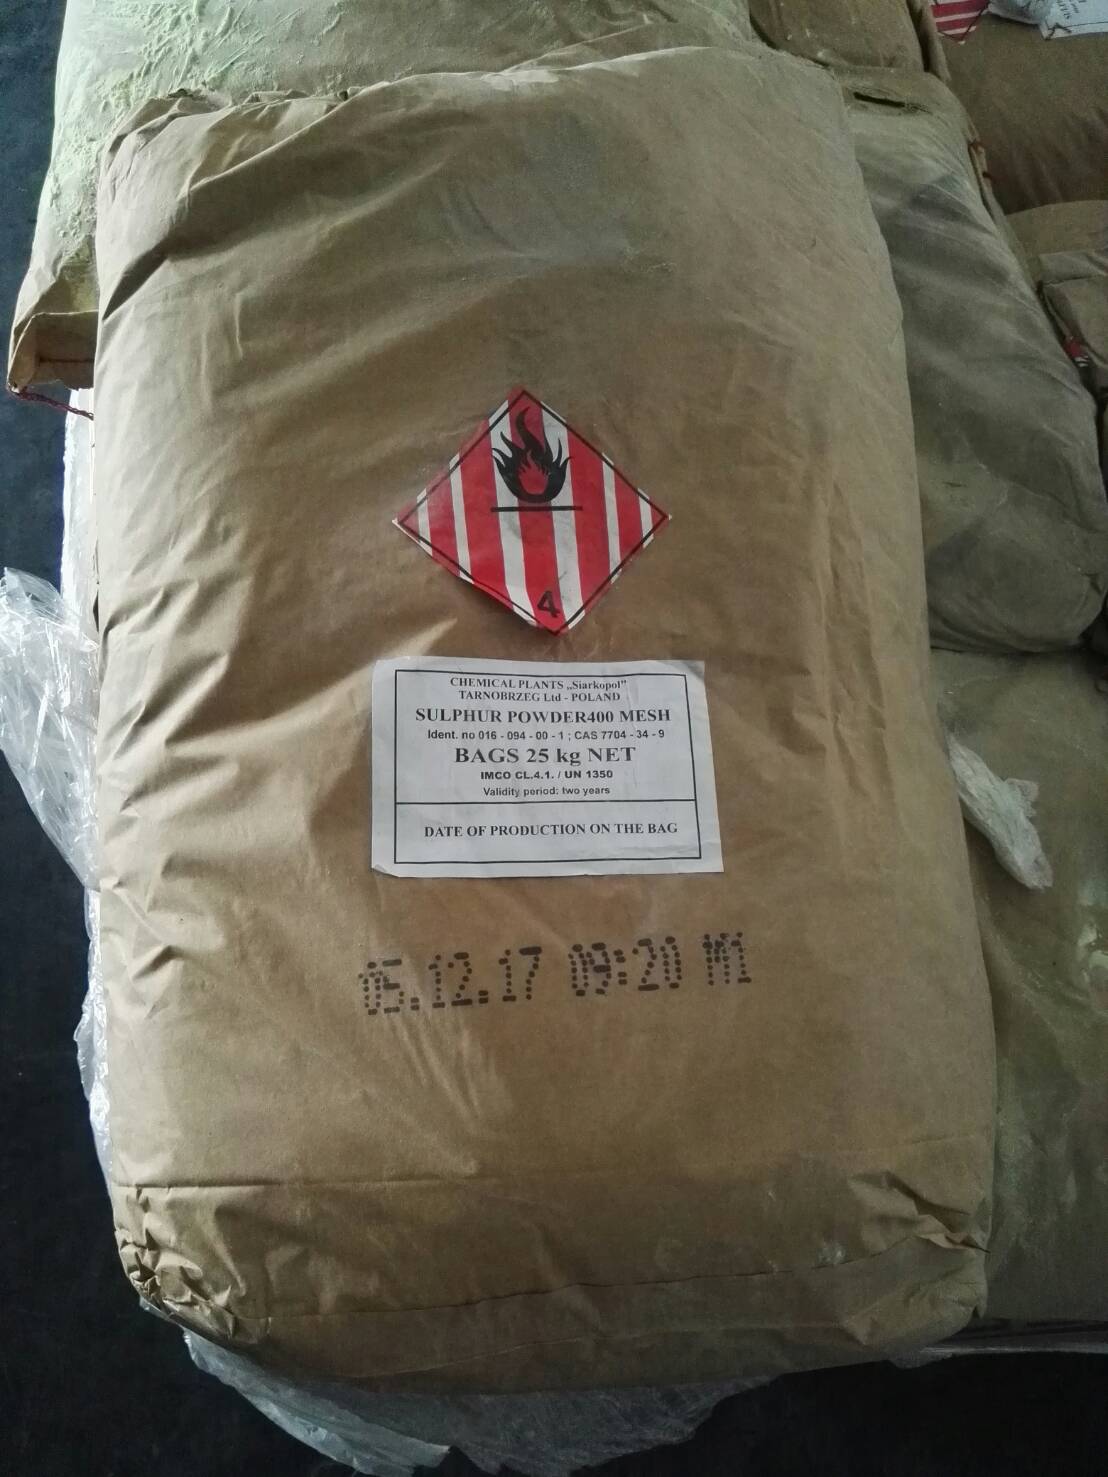 4
CHEMICAL PLANTS „Siarkopol"
TARNOBRZEG Ltd - POLAND
SULPHUR POWDER400 MESH
Ident. no 016 - 094 - 00 - 1 ; CAS 7704 - 34 - 9
BAGS 25 kg NET
IMCO CL.4.1. / UN 1350
Validity period: two years
DATE OF PRODUCTION ON THE BAG
05.12.17 09:20 M1